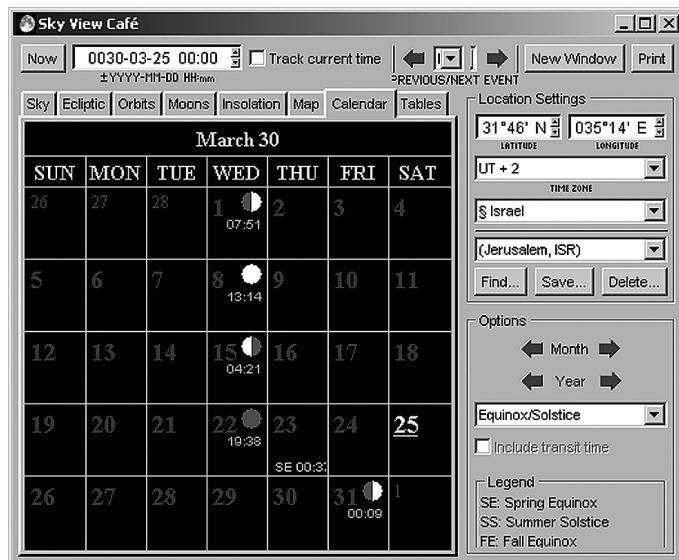 Sky View Café
Now 0030-03-25 00:00 Track current time New Window Print
±YYYY-MM-DD HH:mm PREVIOUS/NEXT EVENT
Sky Ecliptic Orbits Moons Insolation Map Calendar Tables
March 30
SUN MON TUE WED THU FRI SAT
26 27 28 1 2 3 4
07:51
5 6 7 8 9 10 11
13:14
12 13 14 15 16 17 18
04:21
19 20 21 22 23 24 25
19:38
SE 00:3
26 27 28 29 30 31 1
00:09
Location Settings
31°46' N 035°14' E
LATITUDE LONGITUDE
UT + 2
TIME ZONE
§ Israel
(Jerusalem, ISR)
Find... Save... Delete...
Options
Month
Year
Equinox/Solstice
Include transit time
Legend
SE: Spring Equinox
SS: Summer Solstice
FE: Fall Equinox